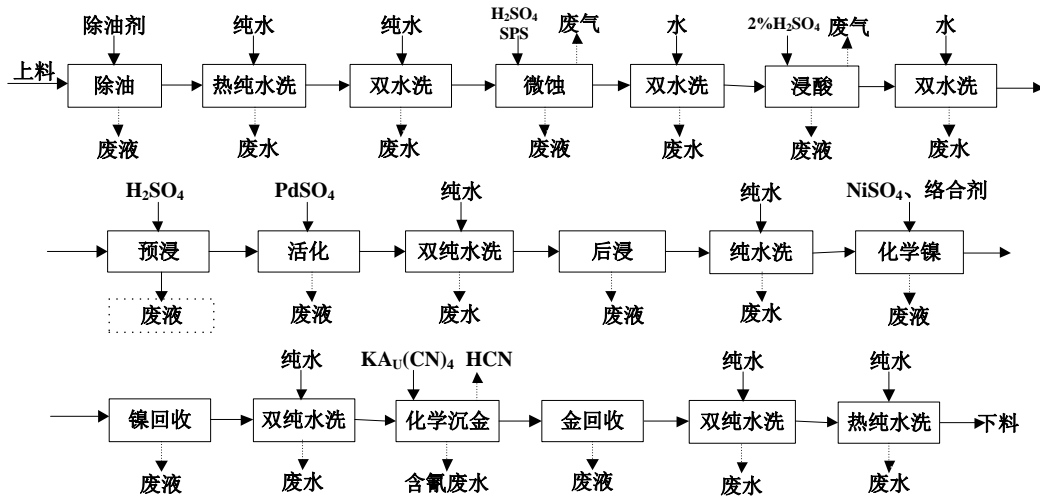 除油剂 纯水 纯水 H₂SO₄ SPS 废气 水 2%H₂SO₄ 废气 水
上料 除油 热纯水洗 双水洗 微蚀 双水洗 浸酸 双水洗
废液 废水 废水 废液 废水 废液 废水
H₂SO₄ PdSO₄ 纯水 纯水 NiSO₄、络合剂
预浸 活化 双纯水洗 后浸 纯水洗 化学镍
废液 废液 废水 废液 废水 废液
纯水 KAU(CN)₄ HCN 纯水 纯水
镍回收 双纯水洗 化学沉金 金回收 双纯水洗 热纯水洗 下料
废液 废水 含氰废水 废液 废水 废水